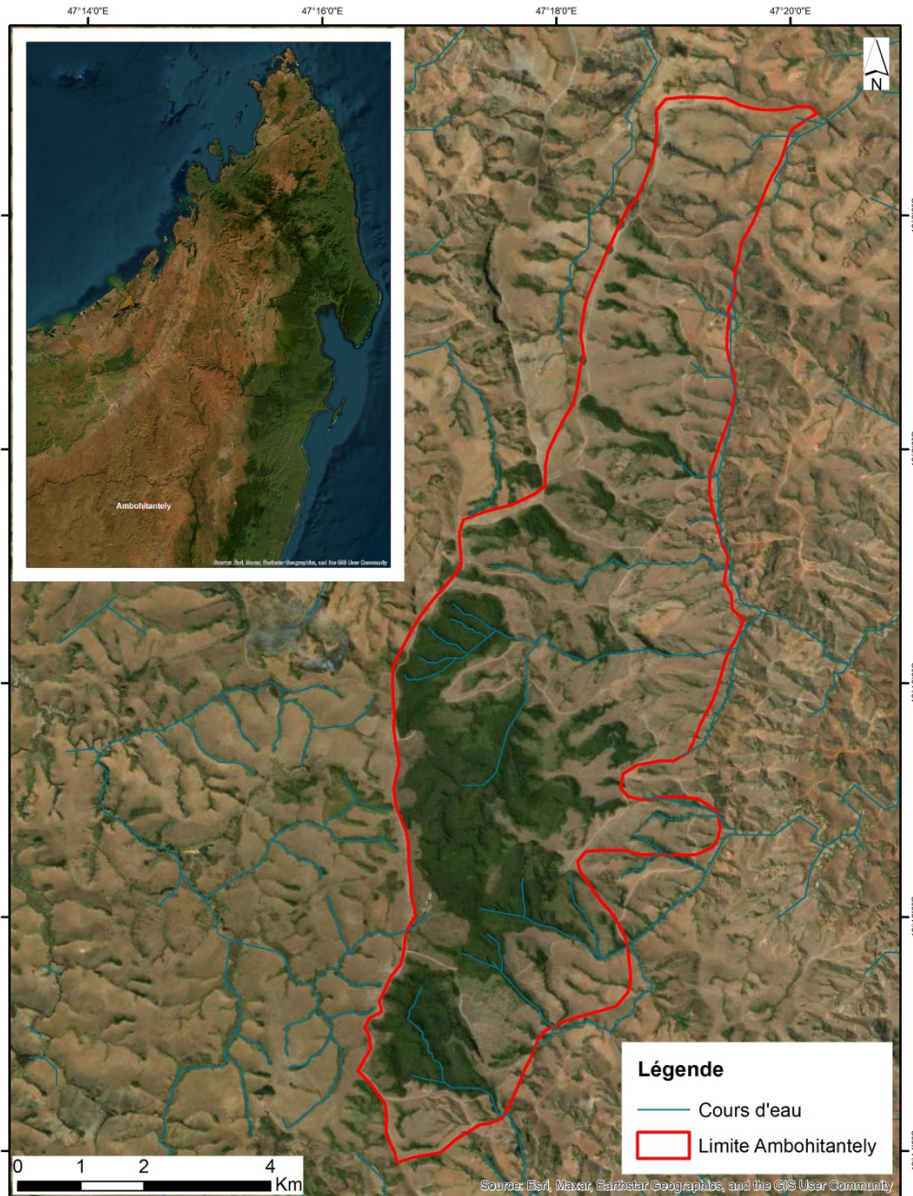 47°14'0"E 47°16'0"E 47°18'0"E 47°20'0"E
N
Ambohitantely
Source: Esri, Maxar, Earthstar Geographics, and the GIS User Community
Légende
Cours d'eau
Limite Ambohitantely
0 1 2 4
Km
Source: Esri, Maxar, Earthstar Geographics, and the GIS User Community